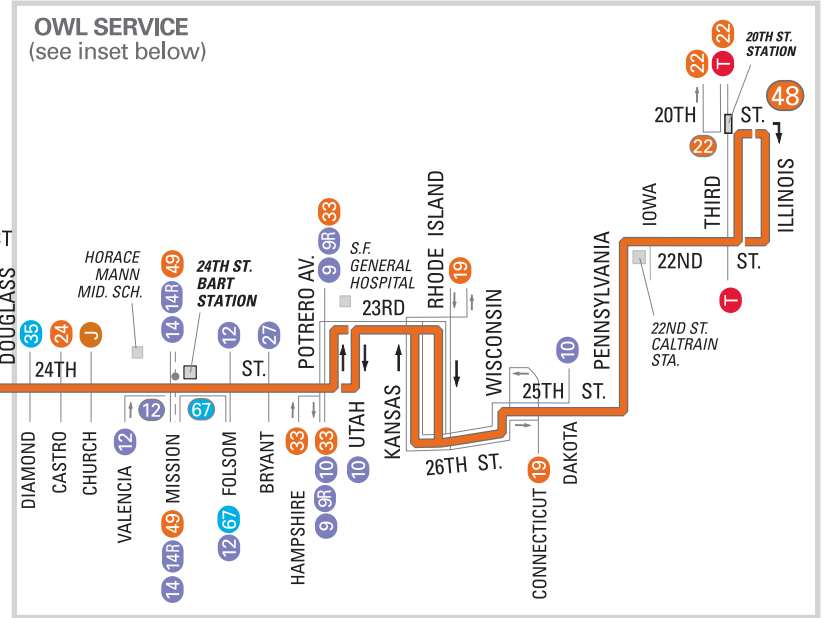 OWL SERVICE
(see inset below)
22
22
T
20TH ST.
STATION
48
20TH ST.
22
ILLINOIS
THIRD
IOWA
22ND ST.
T
22ND ST.
CALTRAIN
STA.
PENNSYLVANIA
33
9R
9
S.F.
GENERAL
HOSPITAL
RHODE ISLAND
19
23RD
POTRERO AV.
HORACE
MANN
MID. SCH.
49
14R
14
24TH ST.
BART
STATION
ST
DOUGLASS
35
24
J
12
27
24TH ST.
WISCONSIN
10
25TH ST.
KANSAS
UTAH
10
26TH ST.
19
CONNECTICUT
DAKOTA
DIAMOND
CASTRO
CHURCH
VALENCIA
12
12
67
MISSION
49
14R
14
FOLSOM
67
12
BRYANT
33
HAMPSHIRE
33
10
9R
9